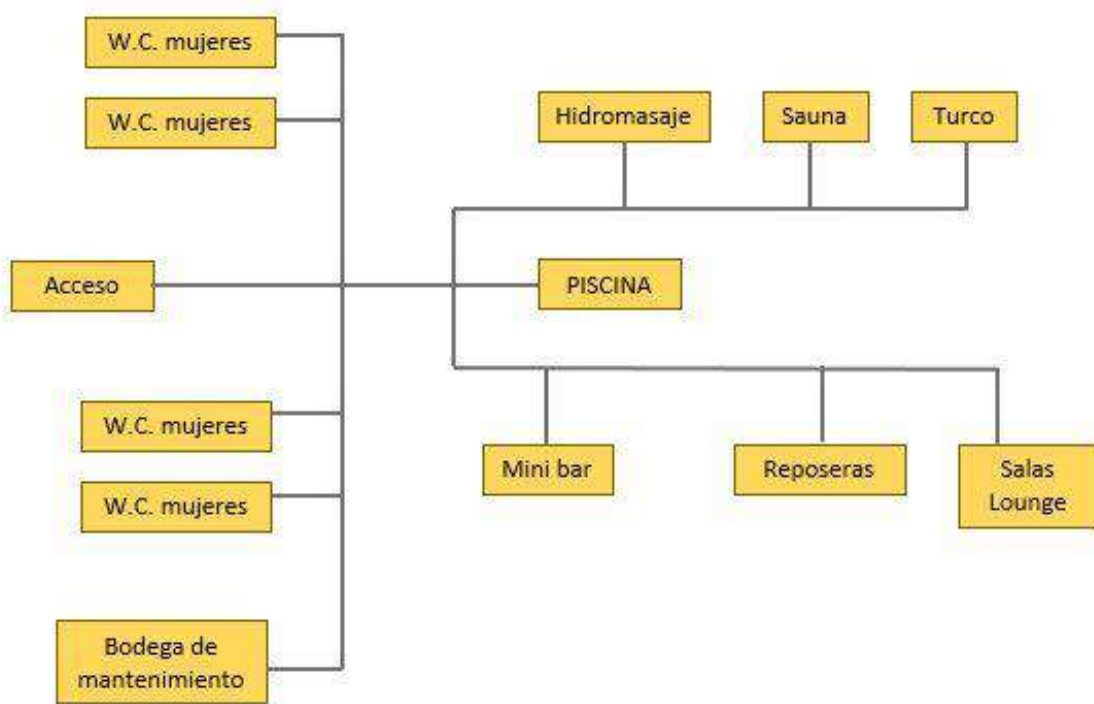 W.C. mujeres
W.C. mujeres
Hidromasaje
Sauna
Turco
Acceso
PISCINA
W.C. mujeres
W.C. mujeres
Mini bar
Reposeras
Salas
Lounge
Bodega de
mantenimiento